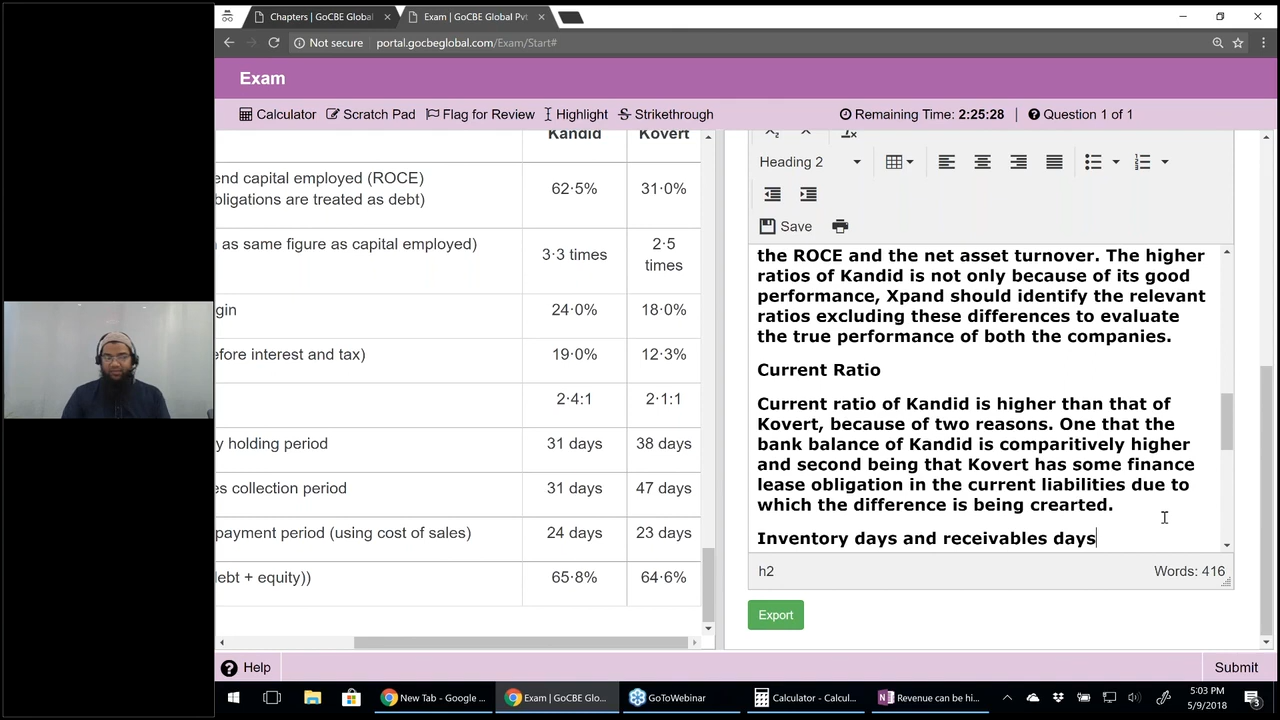 Chapters | GoCBE Global
Exam | GoCBE Global Pvt
Not secure
portal.gocbeglobal.com/Exam/Start#
Exam
Calculator
Scratch Pad
Flag for Review
Highlight
Strikethrough
Remaining Time: 2:25:28
Question 1 of 1
Kandid Kovert
end capital employed (ROCE)
bligations are treated as debt)
62·5% 31·0%
n as same figure as capital employed)
3·3 times
2·5
times
gin 24·0% 18·0%
efore interest and tax) 19·0% 12·3%
2·4:1 2·1:1
y holding period 31 days 38 days
es collection period 31 days 47 days
payment period (using cost of sales) 24 days 23 days
ebt + equity)) 65·8% 64·6%
Heading 2
Save
the ROCE and the net asset turnover. The higher
ratios of Kandid is not only because of its good
performance, Xpand should identify the relevant
ratios excluding these differences to evaluate
the true performance of both the companies.
Current Ratio
Current ratio of Kandid is higher than that of
Kovert, because of two reasons. One that the
bank balance of Kandid is comparitively higher
and second being that Kovert has some finance
lease obligation in the current liabilities due to
which the difference is being crearted.
Inventory days and receivables days
h2
Words: 416
Export
Help
Submit
New Tab - Google ...
Exam | GoCBE Glo...
GoToWebinar
Calculator - Calcul...
Revenue can be hi...
5:03 PM
5/9/2018
3